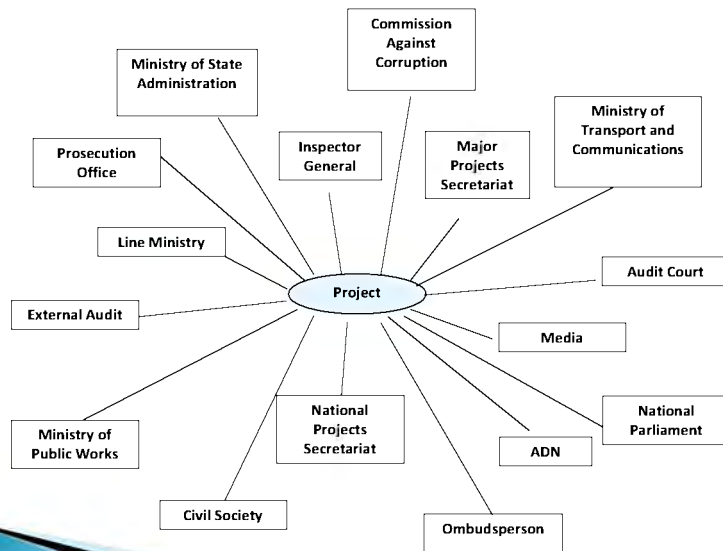 Commission
Against
Corruption
Ministry of State
Administration
Ministry of
Transport and
Communications
Inspector
General
Major
Projects
Secretariat
Prosecution
Office
Line Ministry
Audit Court
Project
External Audit
Media
National
Projects
Secretariat
National
Parliament
Ministry of
Public Works
ADN
Civil Society
Ombudsperson